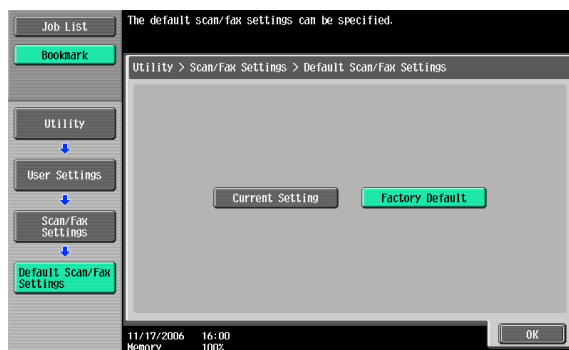 Job List
Bookmark
The default scan/fax settings can be specified.
Utility > Scan/Fax Settings > Default Scan/Fax Settings
Utility
User Settings
Scan/Fax
Settings
Default Scan/Fax
Settings
Current Setting
Factory Default
11/17/2006 16:00
Memory 100%
OK